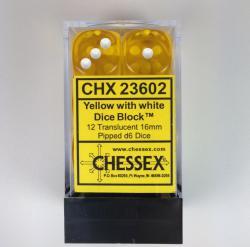 CHX 23602
Yellow with white
Dice Block™
12 Translucent 16mm
Pipped d6 Dice
www.chessex.com
CHESSEX